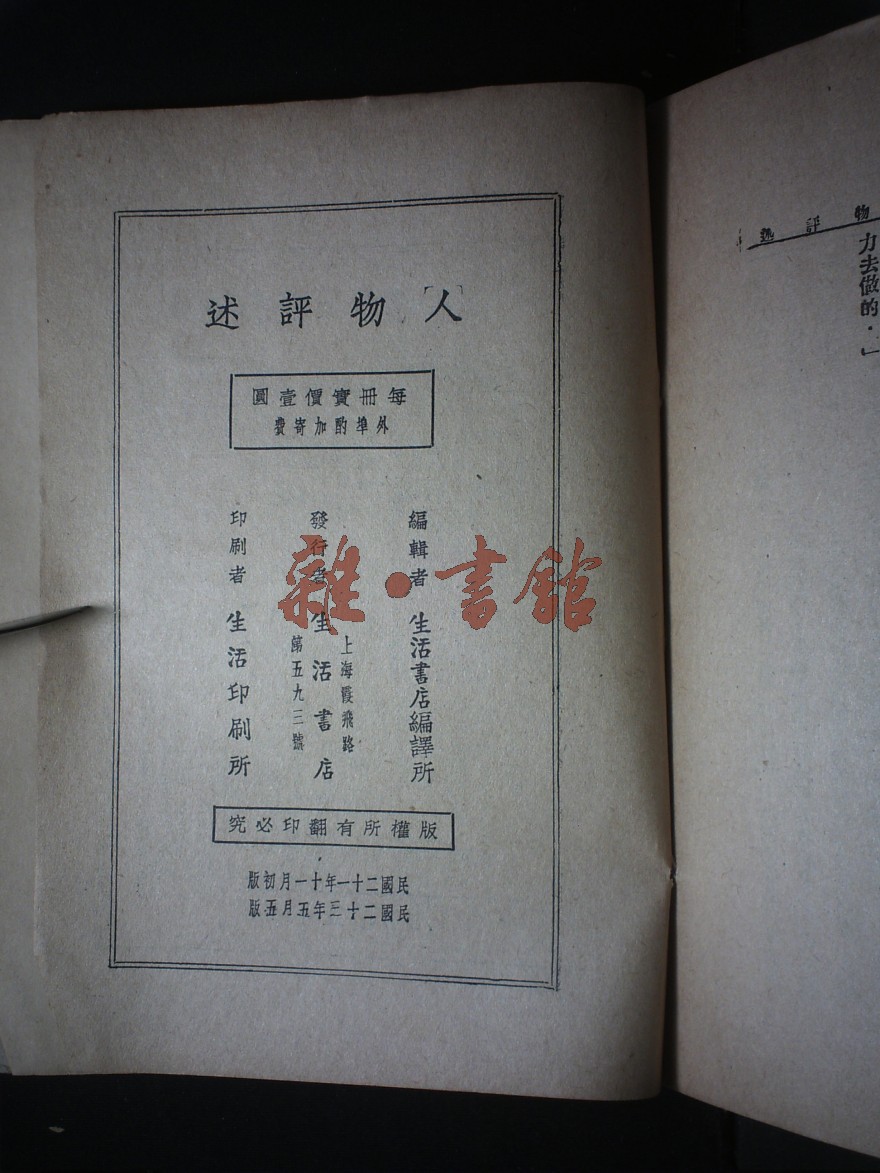 人物評述
每冊實價壹圓
外埠酌加寄費
編輯者 生活書店編譯所
發行者 生活書店
上海霞飛路
第五九三號
印刷者 生活印刷所
版權所有翻印必究
民國二十一年十一月初版
民國二十三年五月五版
雜·書館
物評述
力去做的.」